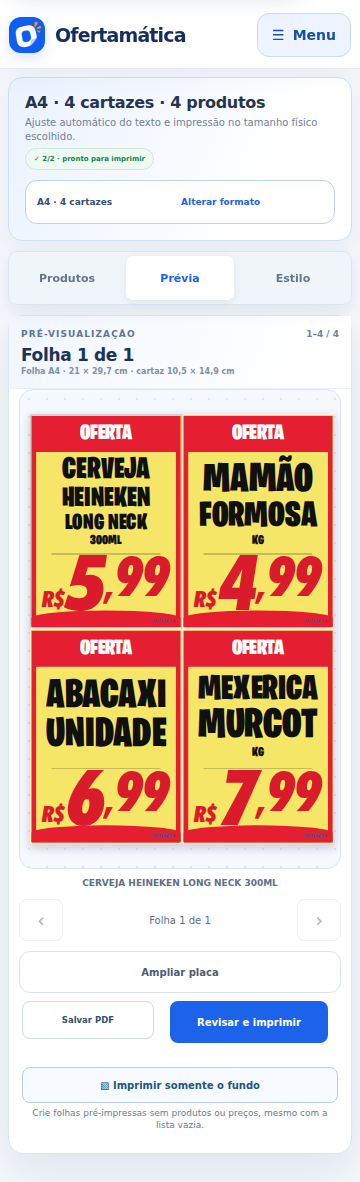 Ofertamática
☰ Menu
A4 · 4 cartazes · 4 produtos
Ajuste automático do texto e impressão no tamanho físico
escolhido.
✓ 2/2 · pronto para imprimir
A4 · 4 cartazes
Alterar formato
Produtos
Prévia
Estilo
PRÉ-VISUALIZAÇÃO
1–4 / 4
Folha 1 de 1
Folha A4 · 21 × 29,7 cm · cartaz 10,5 × 14,9 cm
OFERTA
CERVEJA
HEINEKEN
LONG NECK
300ML
R$5,99
OFERTA
MAMÃO
FORMOSA
KG
R$4,99
OFERTA
ABACAXI
UNIDADE
R$6,99
OFERTA
MEXERICA
MURCOT
KG
R$7,99
CERVEJA HEINEKEN LONG NECK 300ML
‹
Folha 1 de 1
›
Ampliar placa
Salvar PDF
Revisar e imprimir
▧ Imprimir somente o fundo
Crie folhas pré-impressas sem produtos ou preços, mesmo com a
lista vazia.